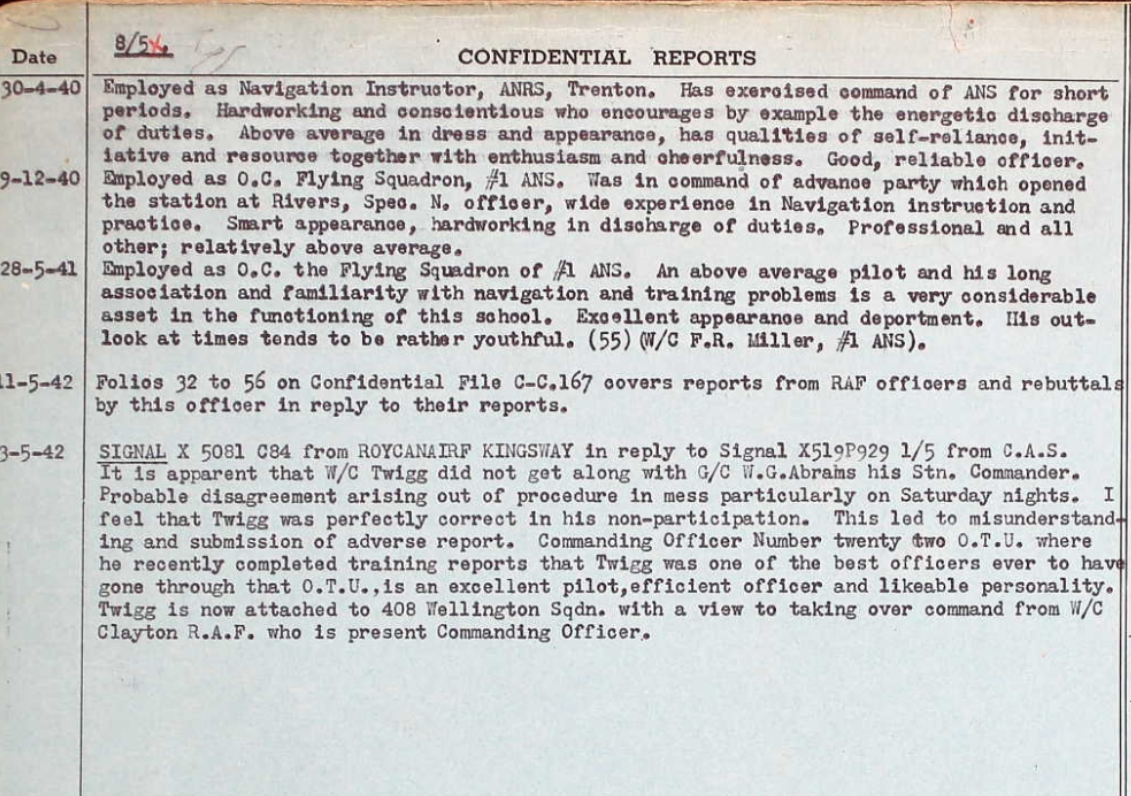 8/5x.
Date
CONFIDENTIAL REPORTS
30-4-40 Employed as Navigation Instructor, ANRS, Trenton. Has exercised command of ANS for short
periods. Hardworking and conscientious who encourages by example the energetic discharge
of duties. Above average in dress and appearance, has qualities of self-reliance, init-
iative and resource together with enthusiasm and cheerfulness. Good, reliable officer.
9-12-40 Employed as O.C. Flying Squadron, #1 ANS. Was in command of advance party which opened
the station at Rivers, Spec. N. officer, wide experience in Navigation instruction and
practice. Smart appearance, hardworking in discharge of duties. Professional and all
other; relatively above average.
28-5-41 Employed as O.C. the Flying Squadron of #1 ANS. An above average pilot and his long
association and familiarity with navigation and training problems is a very considerable
asset in the functioning of this school. Excellent appearance and deportment. His out-
look at times tends to be rather youthful. (55) (W/C F.R. Miller, #1 ANS).
11-5-42 Folios 32 to 56 on Confidential File C-C.167 covers reports from RAF officers and rebuttals
by this officer in reply to their reports.
3-5-42 SIGNAL X 5081 C84 from ROYCANAIRF KINGSWAY in reply to Signal X519P929 1/5 from C.A.S.
It is apparent that W/C Twigg did not get along with G/C W.G.Abrams his Stn. Commander.
Probable disagreement arising out of procedure in mess particularly on Saturday nights. I
feel that Twigg was perfectly correct in his non-participation. This led to misunderstand-
ing and submission of adverse report. Commanding Officer Number twenty two O.T.U. where
he recently completed training reports that Twigg was one of the best officers ever to have
gone through that O.T.U.,is an excellent pilot,efficient officer and likeable personality.
Twigg is now attached to 408 Wellington Sqdn. with a view to taking over command from W/C
Clayton R.A.F. who is present Commanding Officer.